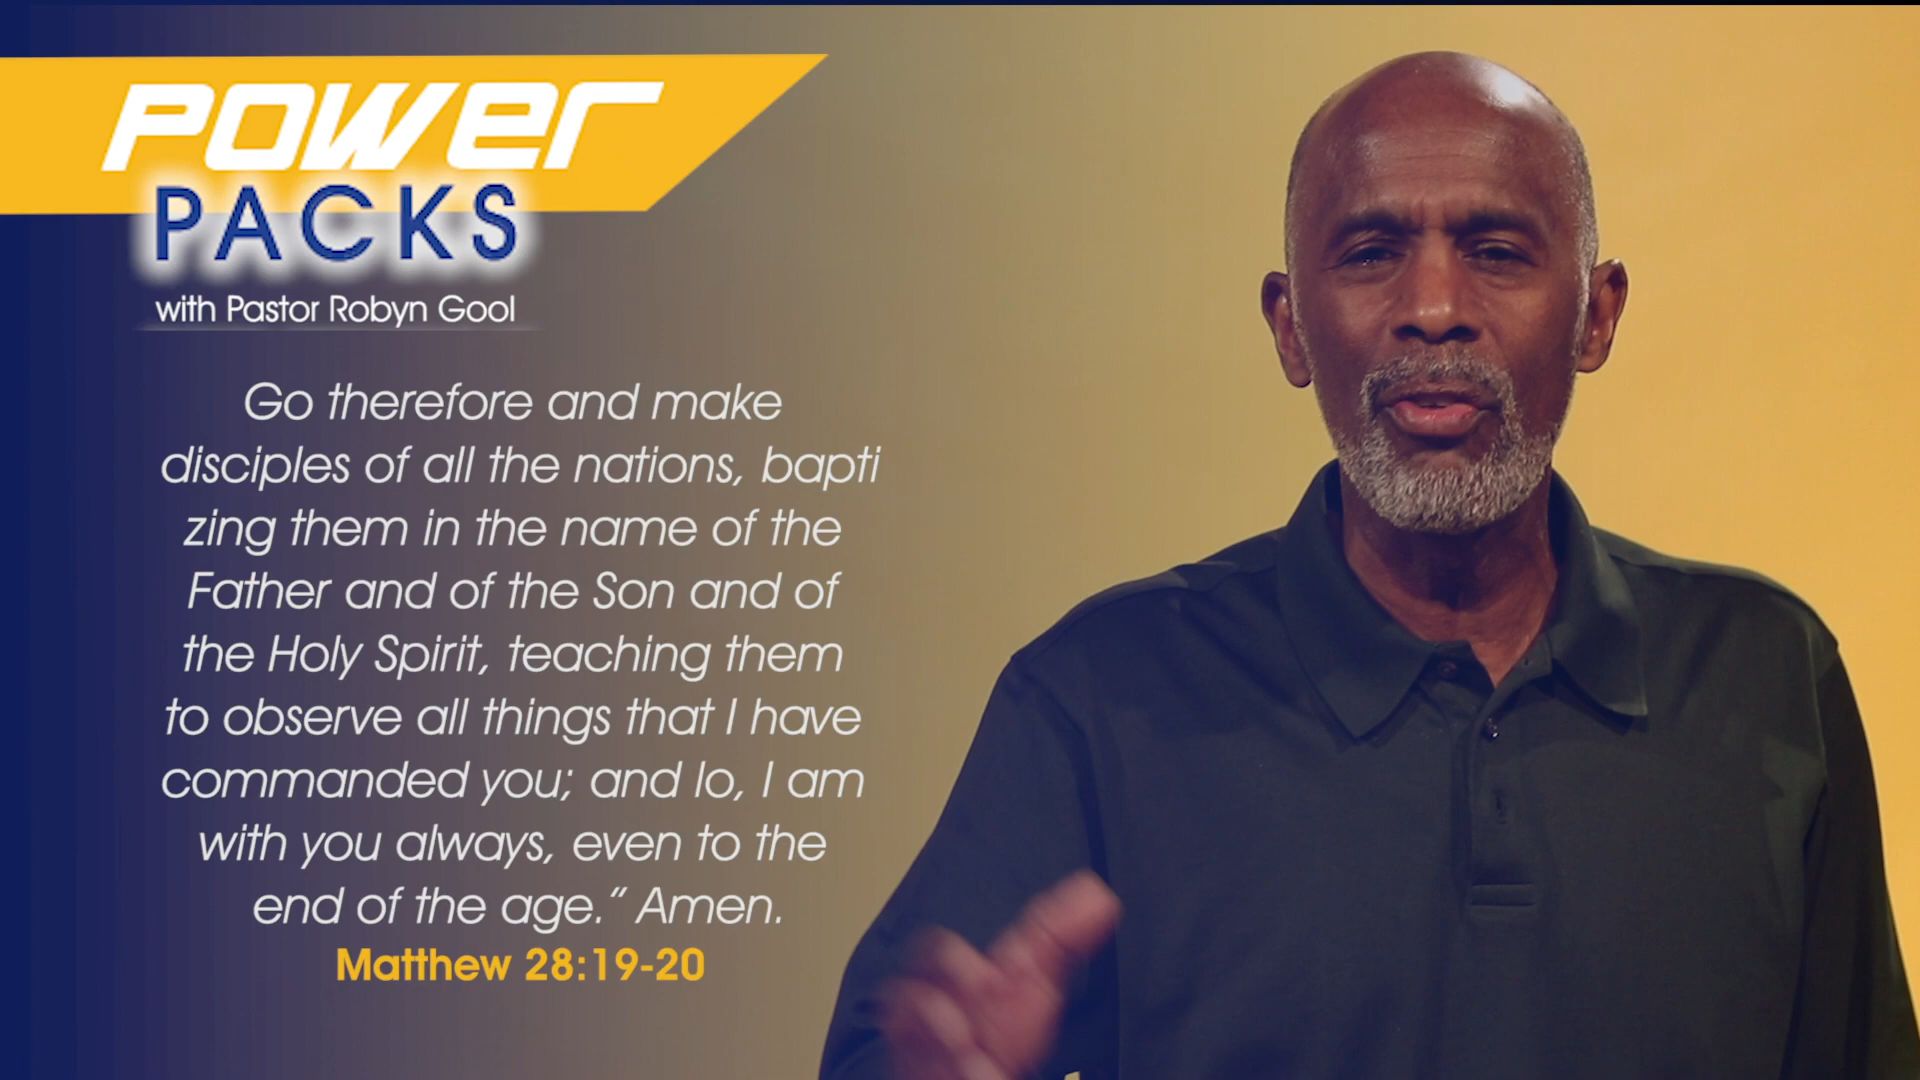 POWER
PACKS
with Pastor Robyn Gool
Go therefore and make
disciples of all the nations, bapti
zing them in the name of the
Father and of the Son and of
the Holy Spirit, teaching them
to observe all things that I have
commanded you; and lo, I am
with you always, even to the
end of the age.” Amen.
Matthew 28:19-20